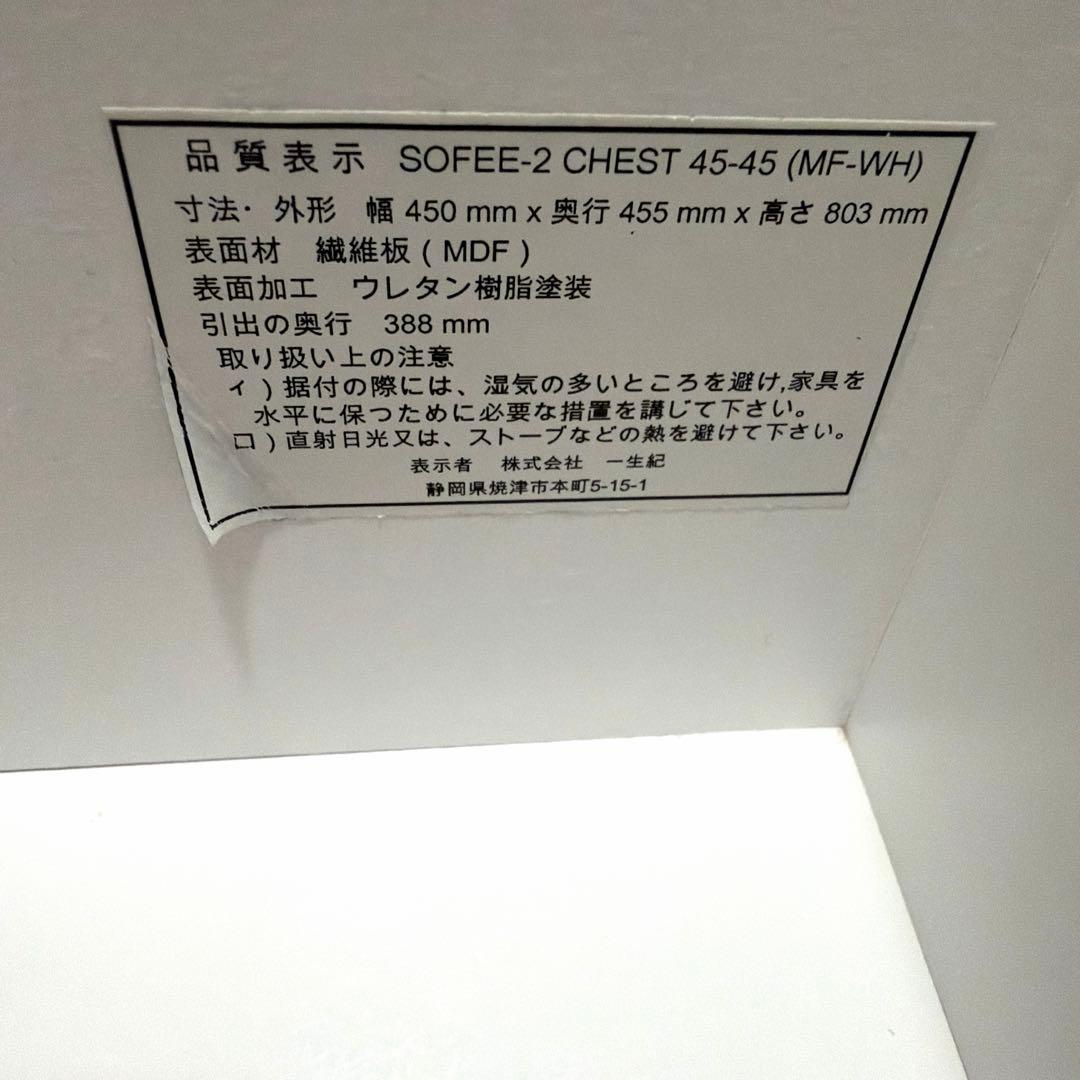 品質表示 SOFEE-2 CHEST 45-45 (MF-WH)
寸法・外形 幅 450 mm x 奥行 455 mm x 高さ 803 mm
表面材 繊維板 ( MDF )
表面加工 ウレタン樹脂塗装
引出の奥行 388 mm
取り扱い上の注意
イ ) 据付の際には、湿気の多いところを避け,家具を
水平に保つために必要な措置を講じて下さい。
ロ ) 直射日光又は、ストーブなどの熱を避けて下さい。
表示者 株式会社 一生紀
静岡県焼津市本町5-15-1